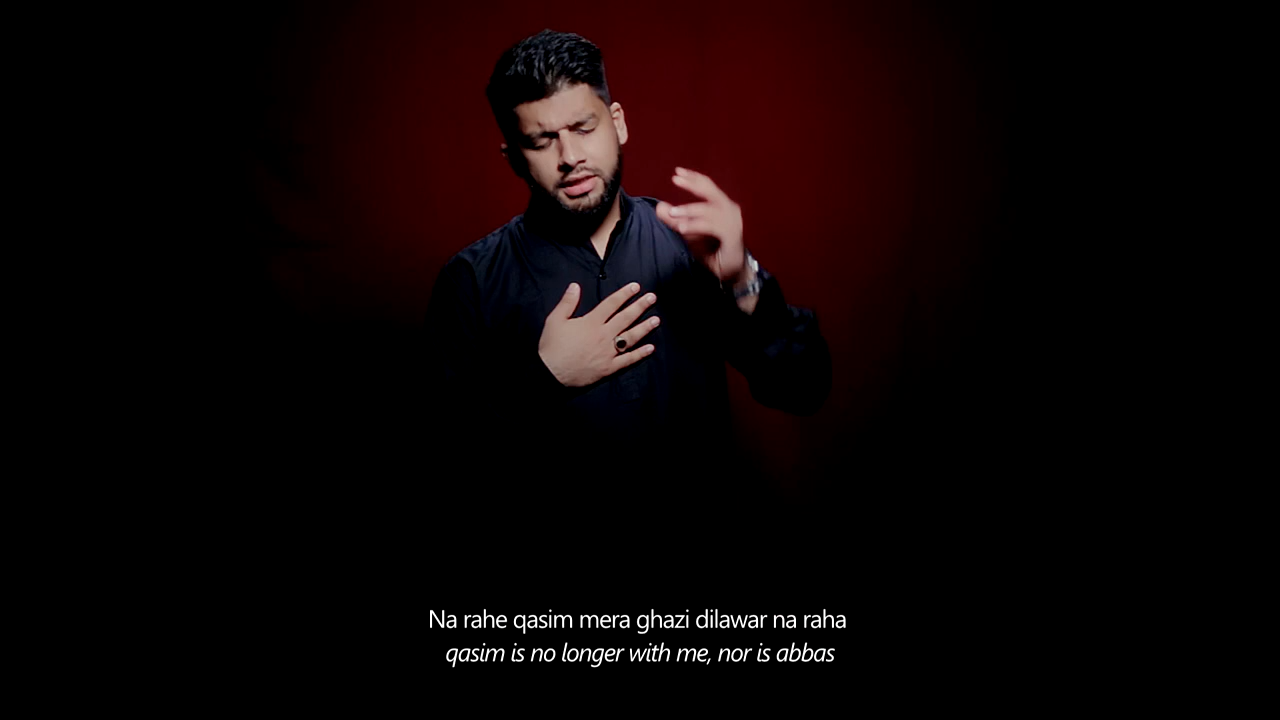 Na rahe qasim mera ghazi dilawar na raha
qasim is no longer with me, nor is abbas